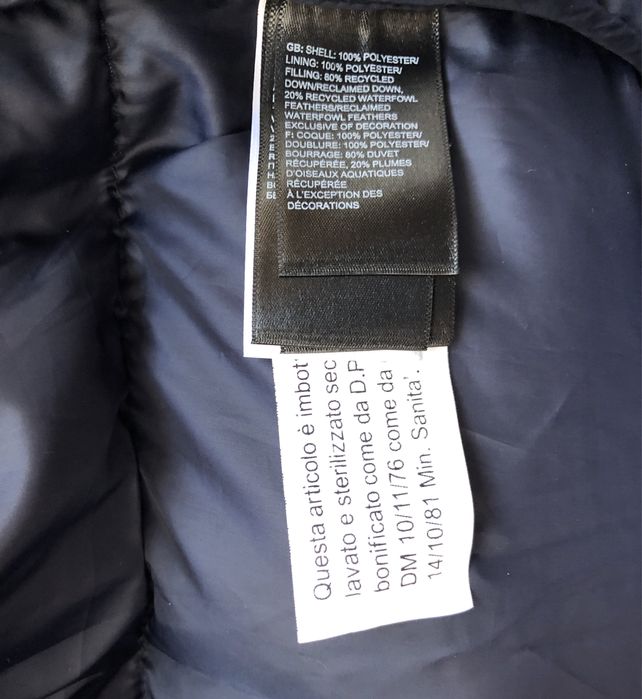 GB: SHELL: 100% POLYESTER/
LINING: 100% POLYESTER/
FILLING: 80% RECYCLED
DOWN/RECLAIMED DOWN,
20% RECYCLED WATERFOWL
FEATHERS/RECLAIMED
WATERFOWL FEATHERS
EXCLUSIVE OF DECORATION
F: COQUE: 100% POLYESTER/
DOUBLURE: 100% POLYESTER/
BOURRAGE: 80% DUVET
RÉCUPÉRÉE, 20% PLUMES
D'OISEAUX AQUATIQUES
RÉCUPÉRÉE
À L'EXCEPTION DES
DÉCORATIONS
Questa articolo é imbot
lavato e sterilizzato sec
bonificato come da D.P
DM 10/11/76 come da
14/10/81 Min. Sanita'.